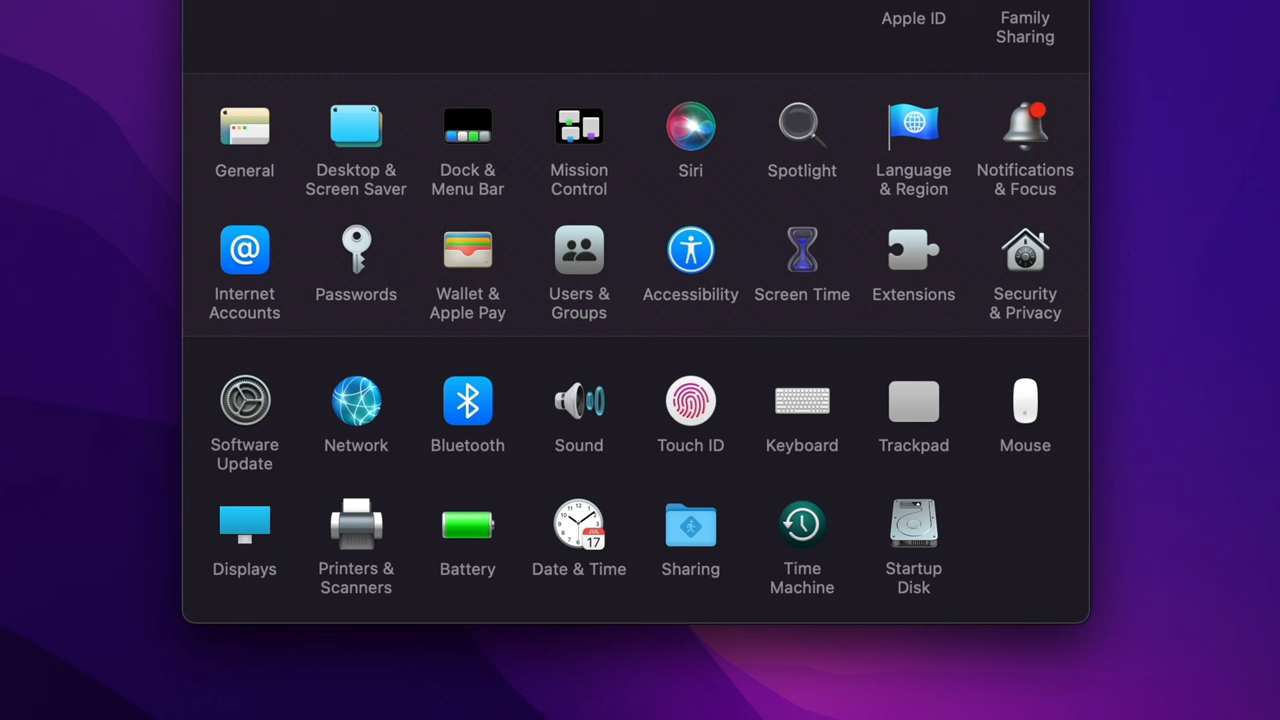 Apple ID
Family
Sharing
General
Desktop &
Screen Saver
Dock &
Menu Bar
Mission
Control
Siri
Spotlight
Language
& Region
Notifications
& Focus
Internet
Accounts
Passwords
Wallet &
Apple Pay
Users &
Groups
Accessibility
Screen Time
Extensions
Security
& Privacy
Software
Update
Network
Bluetooth
Sound
Touch ID
Keyboard
Trackpad
Mouse
Displays
Printers &
Scanners
Battery
JUL
17
Date & Time
Sharing
Time
Machine
Startup
Disk